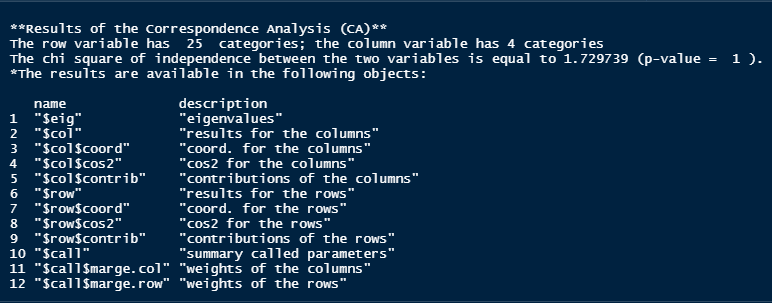 **Results of the Correspondence Analysis (CA)**
The row variable has  25  categories; the column variable has 4 categories
The chi square of independence between the two variables is equal to 1.729739 (p-value =  1 ).
*The results are available in the following objects:
   name              description
1  "$eig"            "eigenvalues"
2  "$col"            "results for the columns"
3  "$col$coord"      "coord. for the columns"
4  "$col$cos2"       "cos2 for the columns"
5  "$col$contrib"    "contributions of the columns"
6  "$row"            "results for the rows"
7  "$row$coord"      "coord. for the rows"
8  "$row$cos2"       "cos2 for the rows"
9  "$row$contrib"    "contributions of the rows"
10 "$call"           "summary called parameters"
11 "$call$marge.col" "weights of the columns"
12 "$call$marge.row" "weights of the rows"